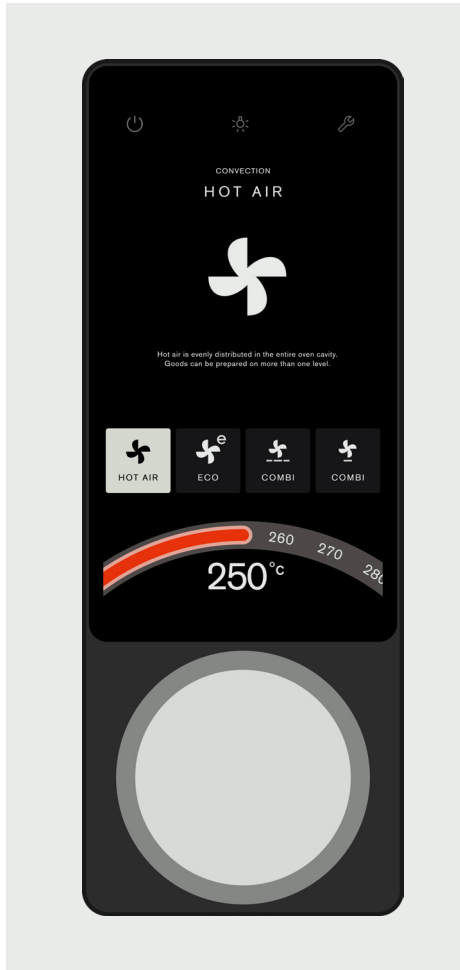 CONVECTION
HOT AIR
Hot air is evenly distributed in the entire oven cavity.
Goods can be prepared on more than one level.
e
HOT AIR
ECO
COMBI
COMBI
260
270
280
250°c